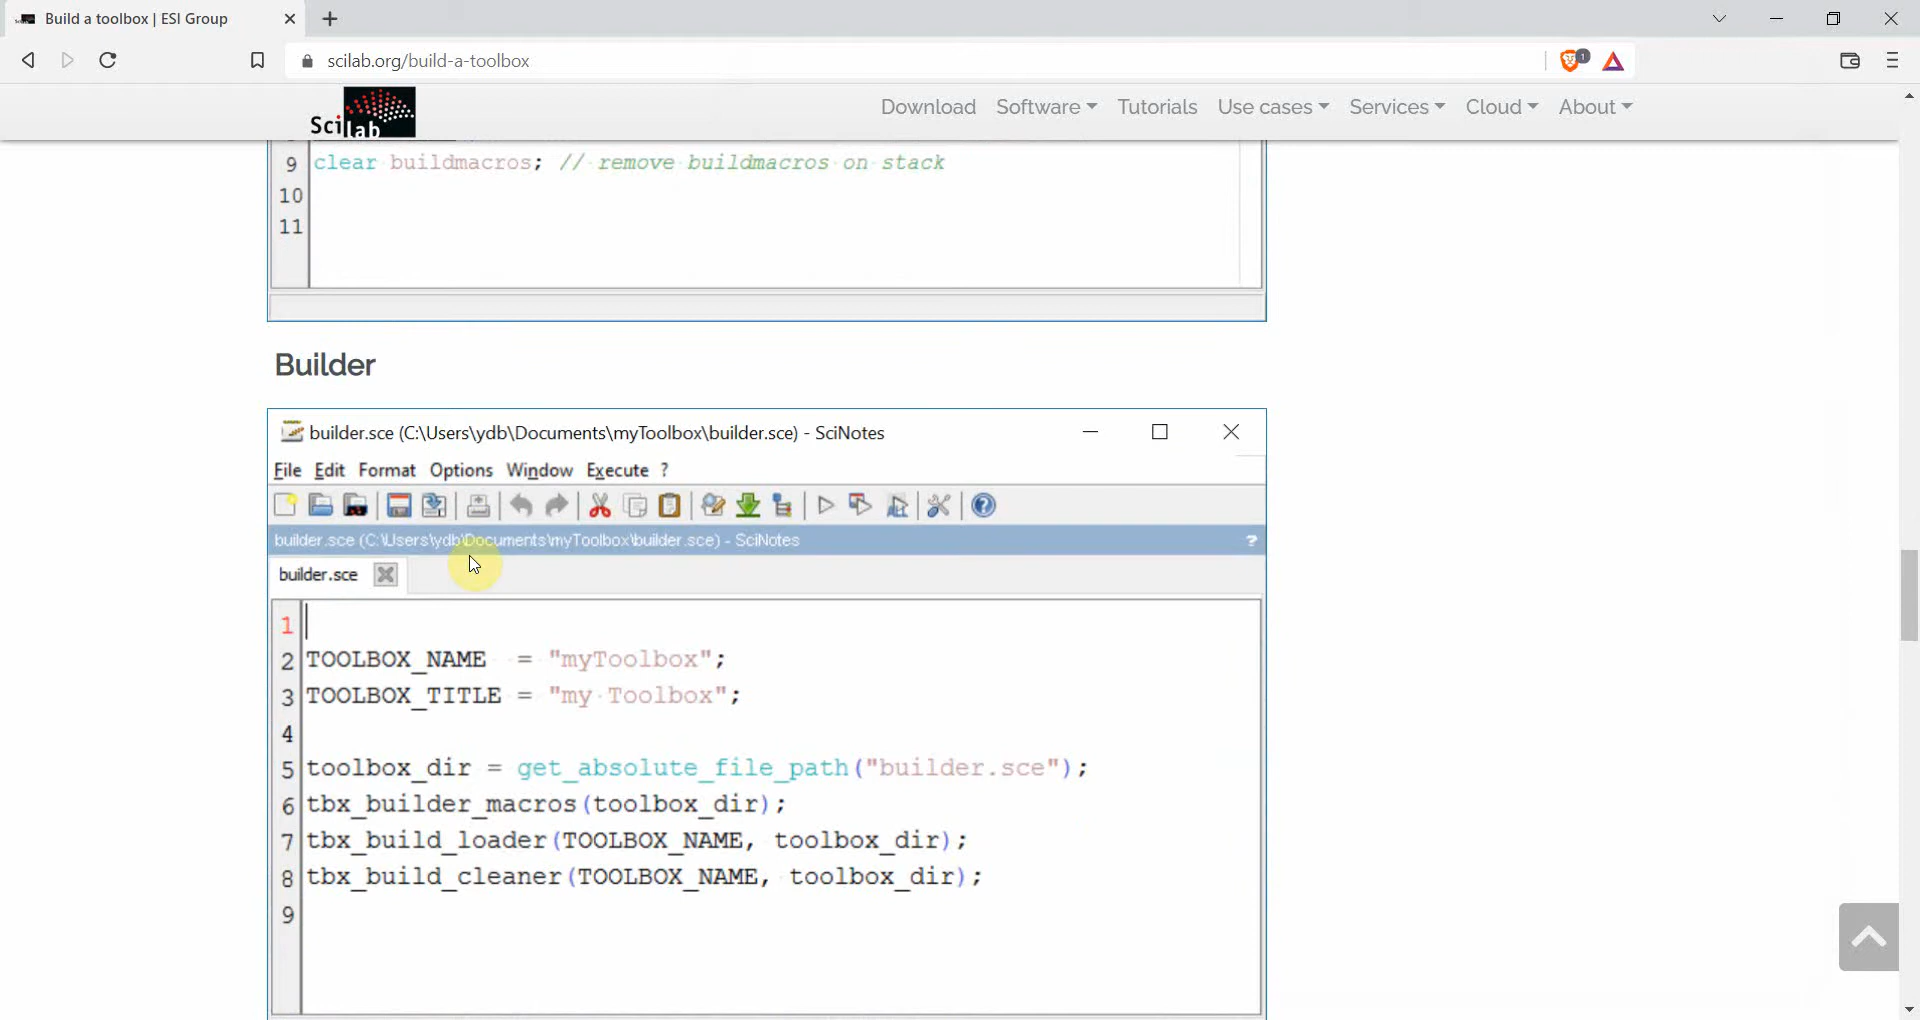 Build a toolbox | ESI Group
scilab.org/build-a-toolbox
1
Scilab
Download Software Tutorials Use cases Services Cloud About
9 clear buildmacros; // remove buildmacros on stack
10
11
Builder
builder.sce (C:\Users\ydb\Documents\myToolbox\builder.sce) - SciNotes
File Edit Format Options Window Execute ?
builder.sce (C:\Users\ydb\Documents\myToolbox\builder.sce) - SciNotes ?
builder.sce
1
2 TOOLBOX_NAME = "myToolbox";
3 TOOLBOX_TITLE = "my Toolbox";
4
5 toolbox_dir = get_absolute_file_path("builder.sce");
6 tbx_builder_macros(toolbox_dir);
7 tbx_build_loader(TOOLBOX_NAME, toolbox_dir);
8 tbx_build_cleaner(TOOLBOX_NAME, toolbox_dir);
9